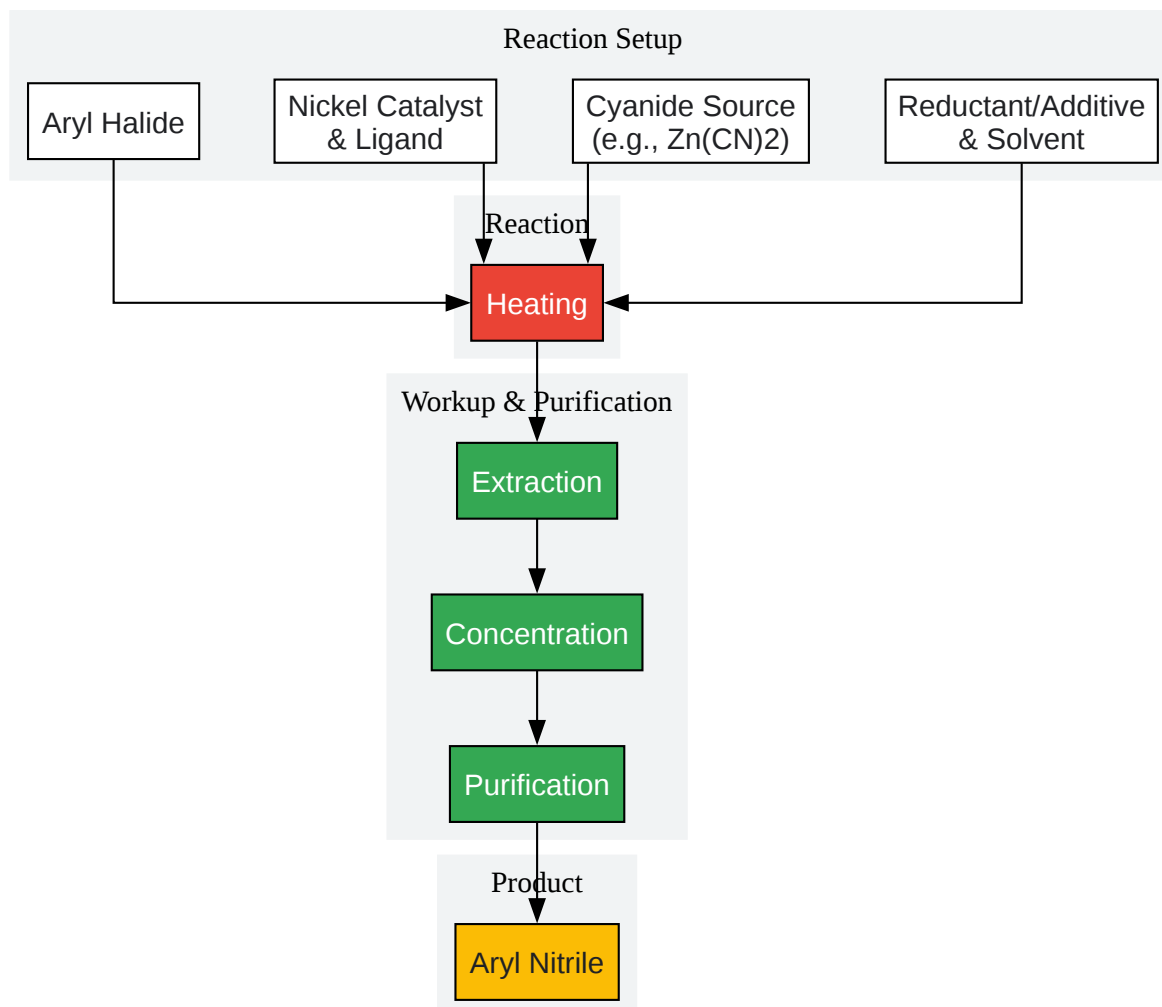 Reaction Setup
Aryl Halide
Nickel Catalyst
& Ligand
Cyanide Source
(e.g., Zn(CN)2)
Reductant/Additive
& Solvent
Reaction
Heating
Workup & Purification
Extraction
Concentration
Purification
Product
Aryl Nitrile